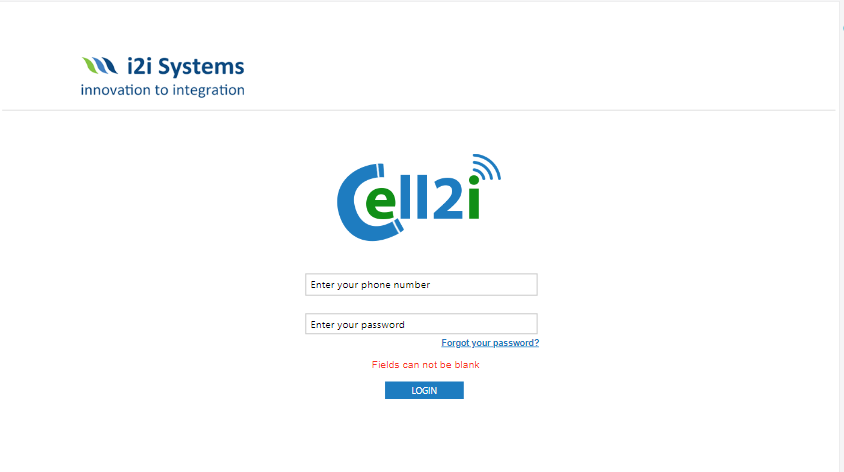 i2i Systems
innovation to integration
Cell2i
Enter your phone number
Enter your password
Forgot your password?
Fields can not be blank
LOGIN